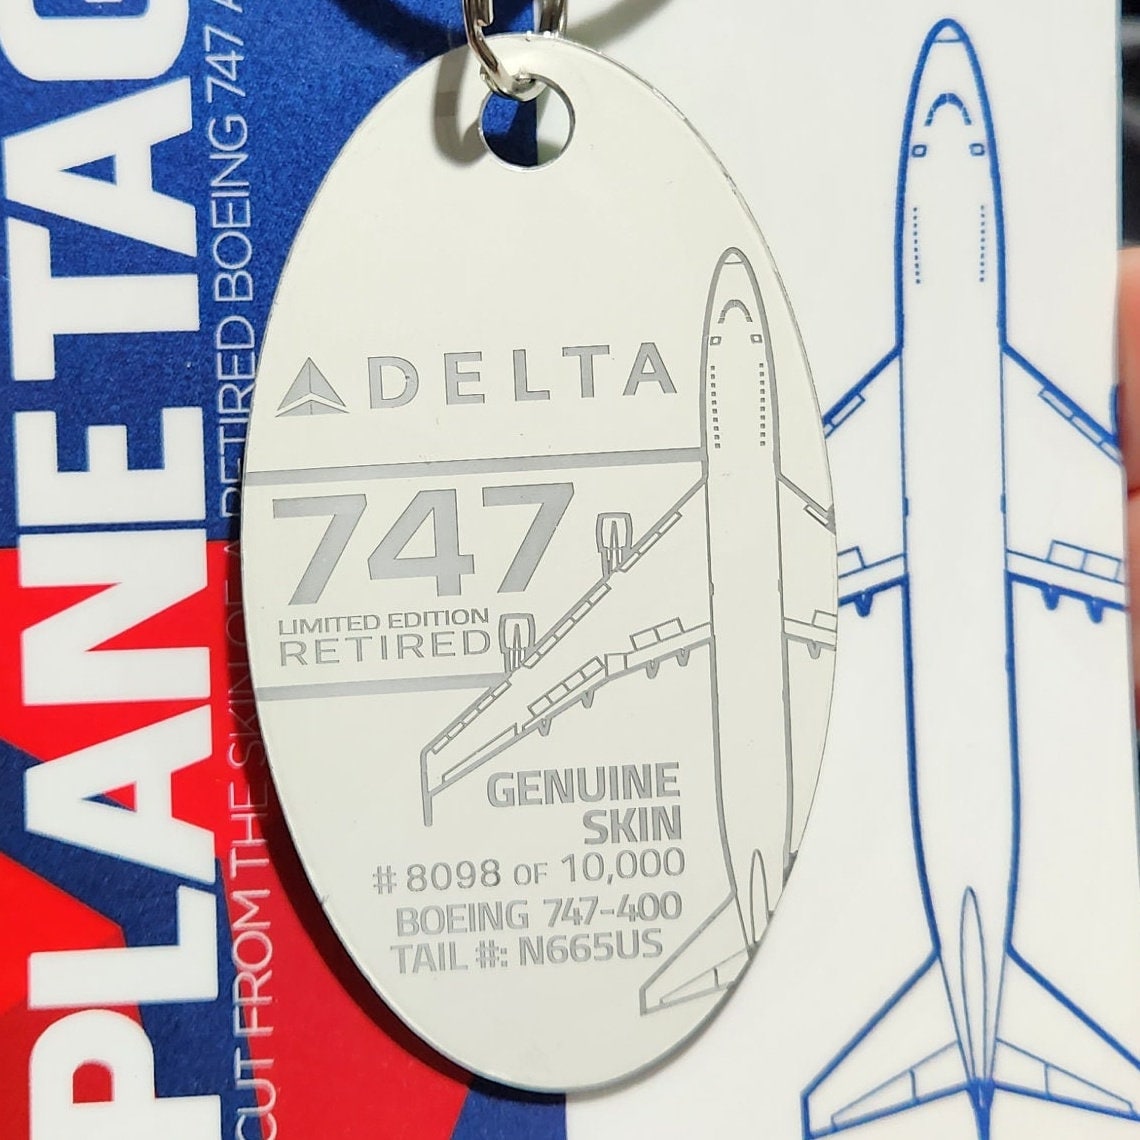 PLANETAG
CUT FROM THE SKIN OF A RETIRED BOEING 747 A
DELTA
747
LIMITED EDITION
RETIRED
GENUINE
SKIN
# 8098 OF 10,000
BOEING 747-400
TAIL #: N665US